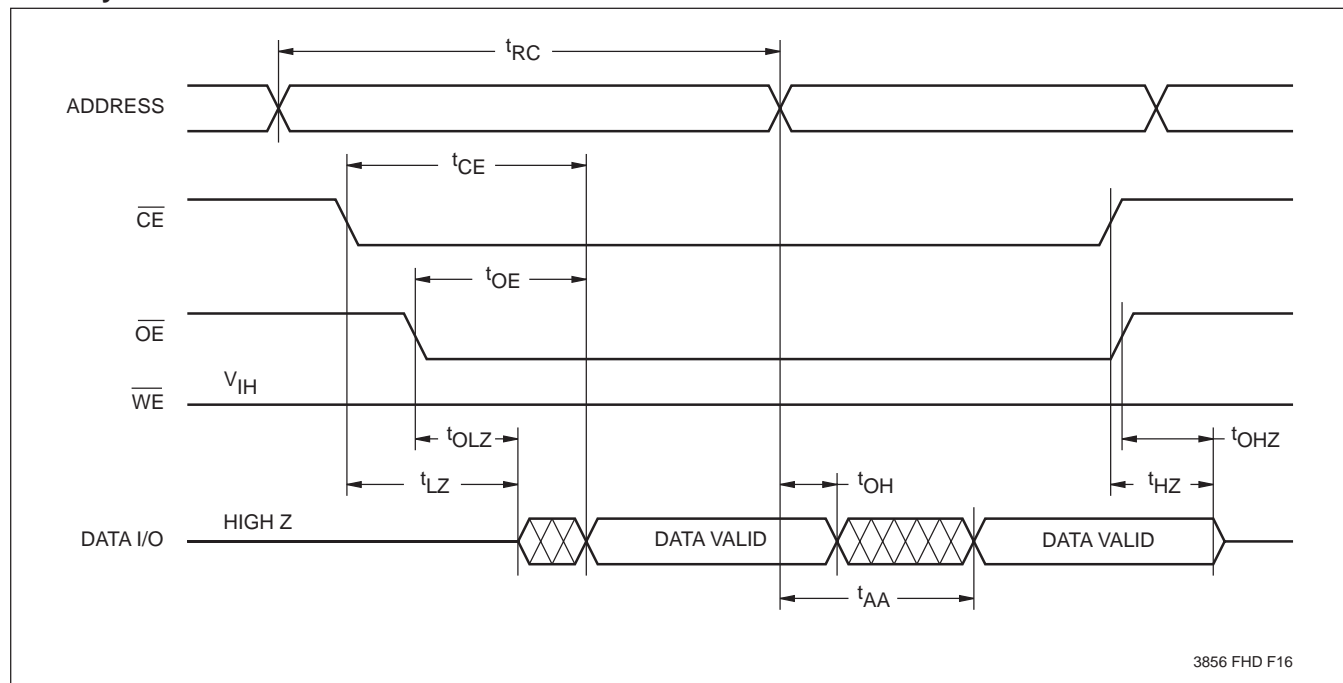 tRC
ADDRESS
tCE
CE
tOE
OE
VIH
WE
tOLZ
tOHZ
tLZ
tOH
tHZ
HIGH Z
DATA I/O
DATA VALID
DATA VALID
tAA
3856 FHD F16